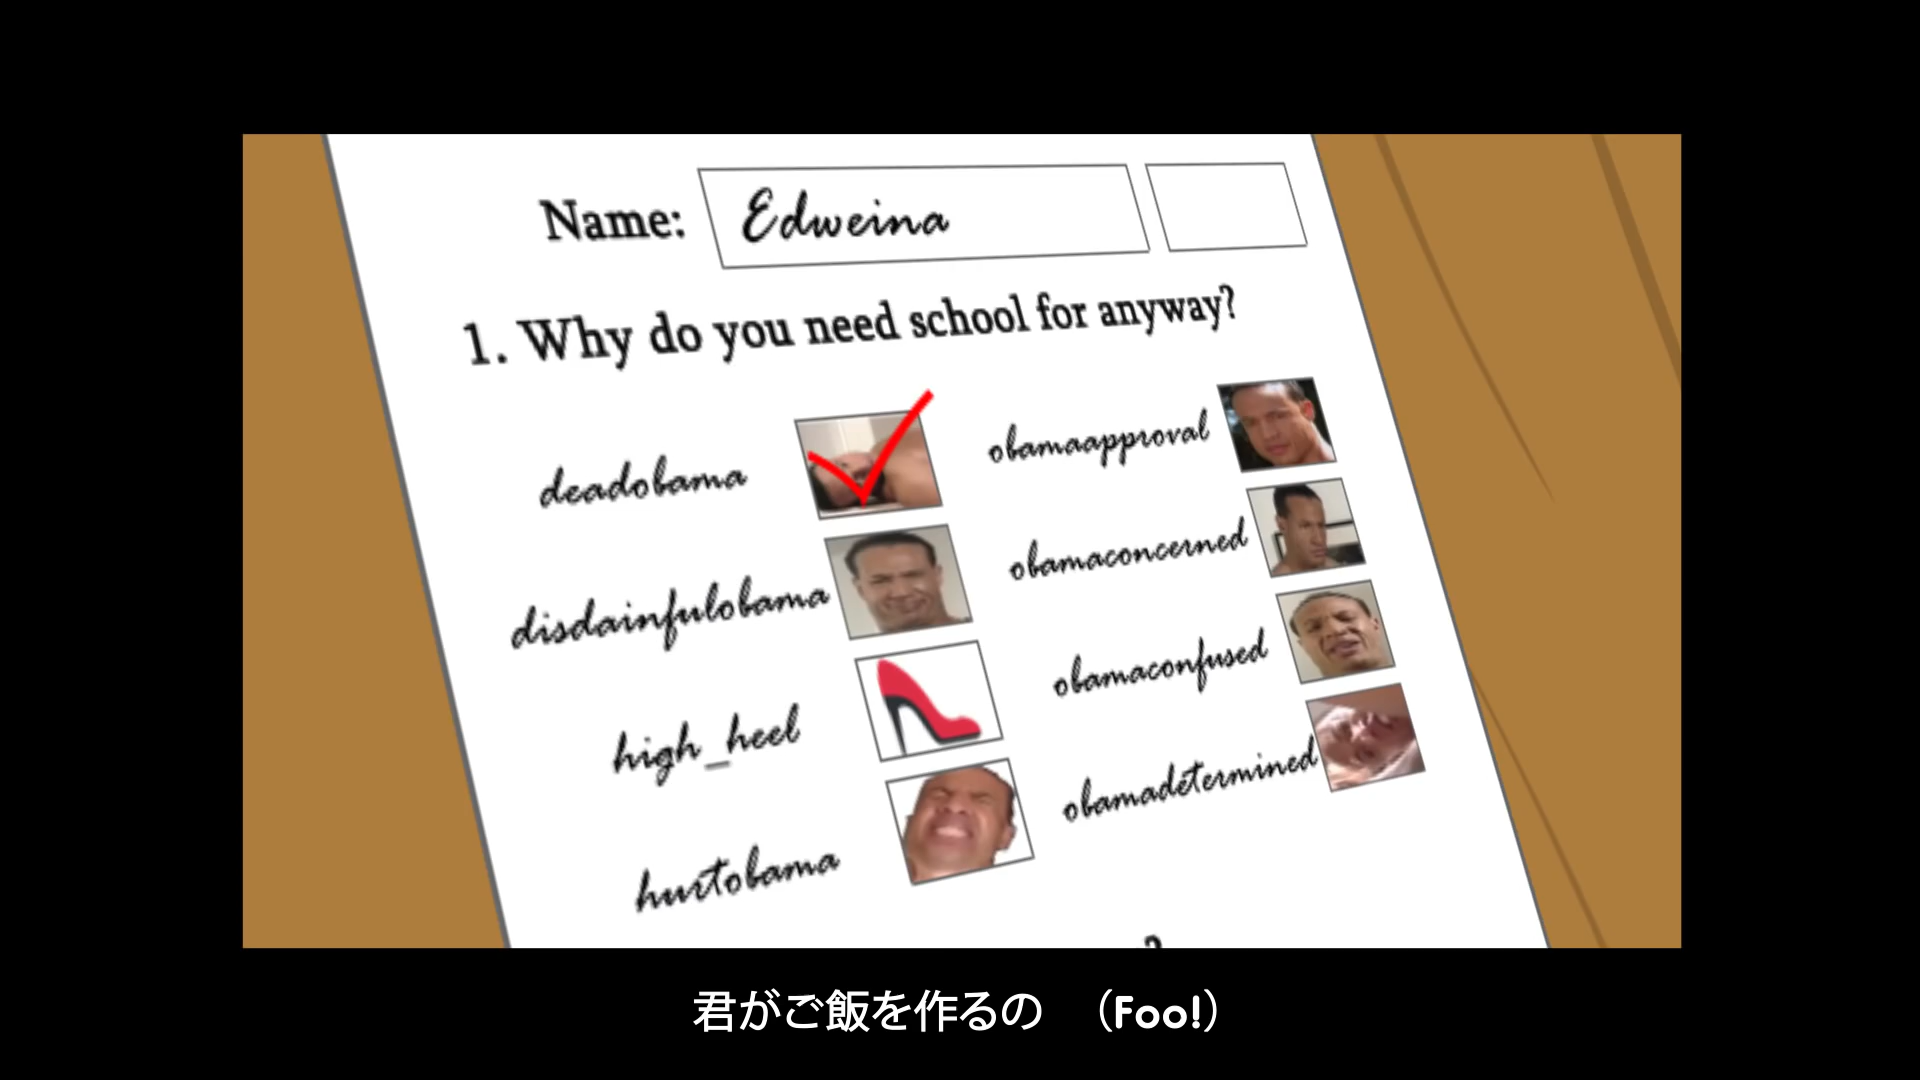 Name: Edweina
1. Why do you need school for anyway?
deadobama
disdainfulobama
high_heel
hurtobama
obamaapproval
obamaconcerned
obamaconfused
obamadetermined
?
君がご飯を作るの （Foo!）